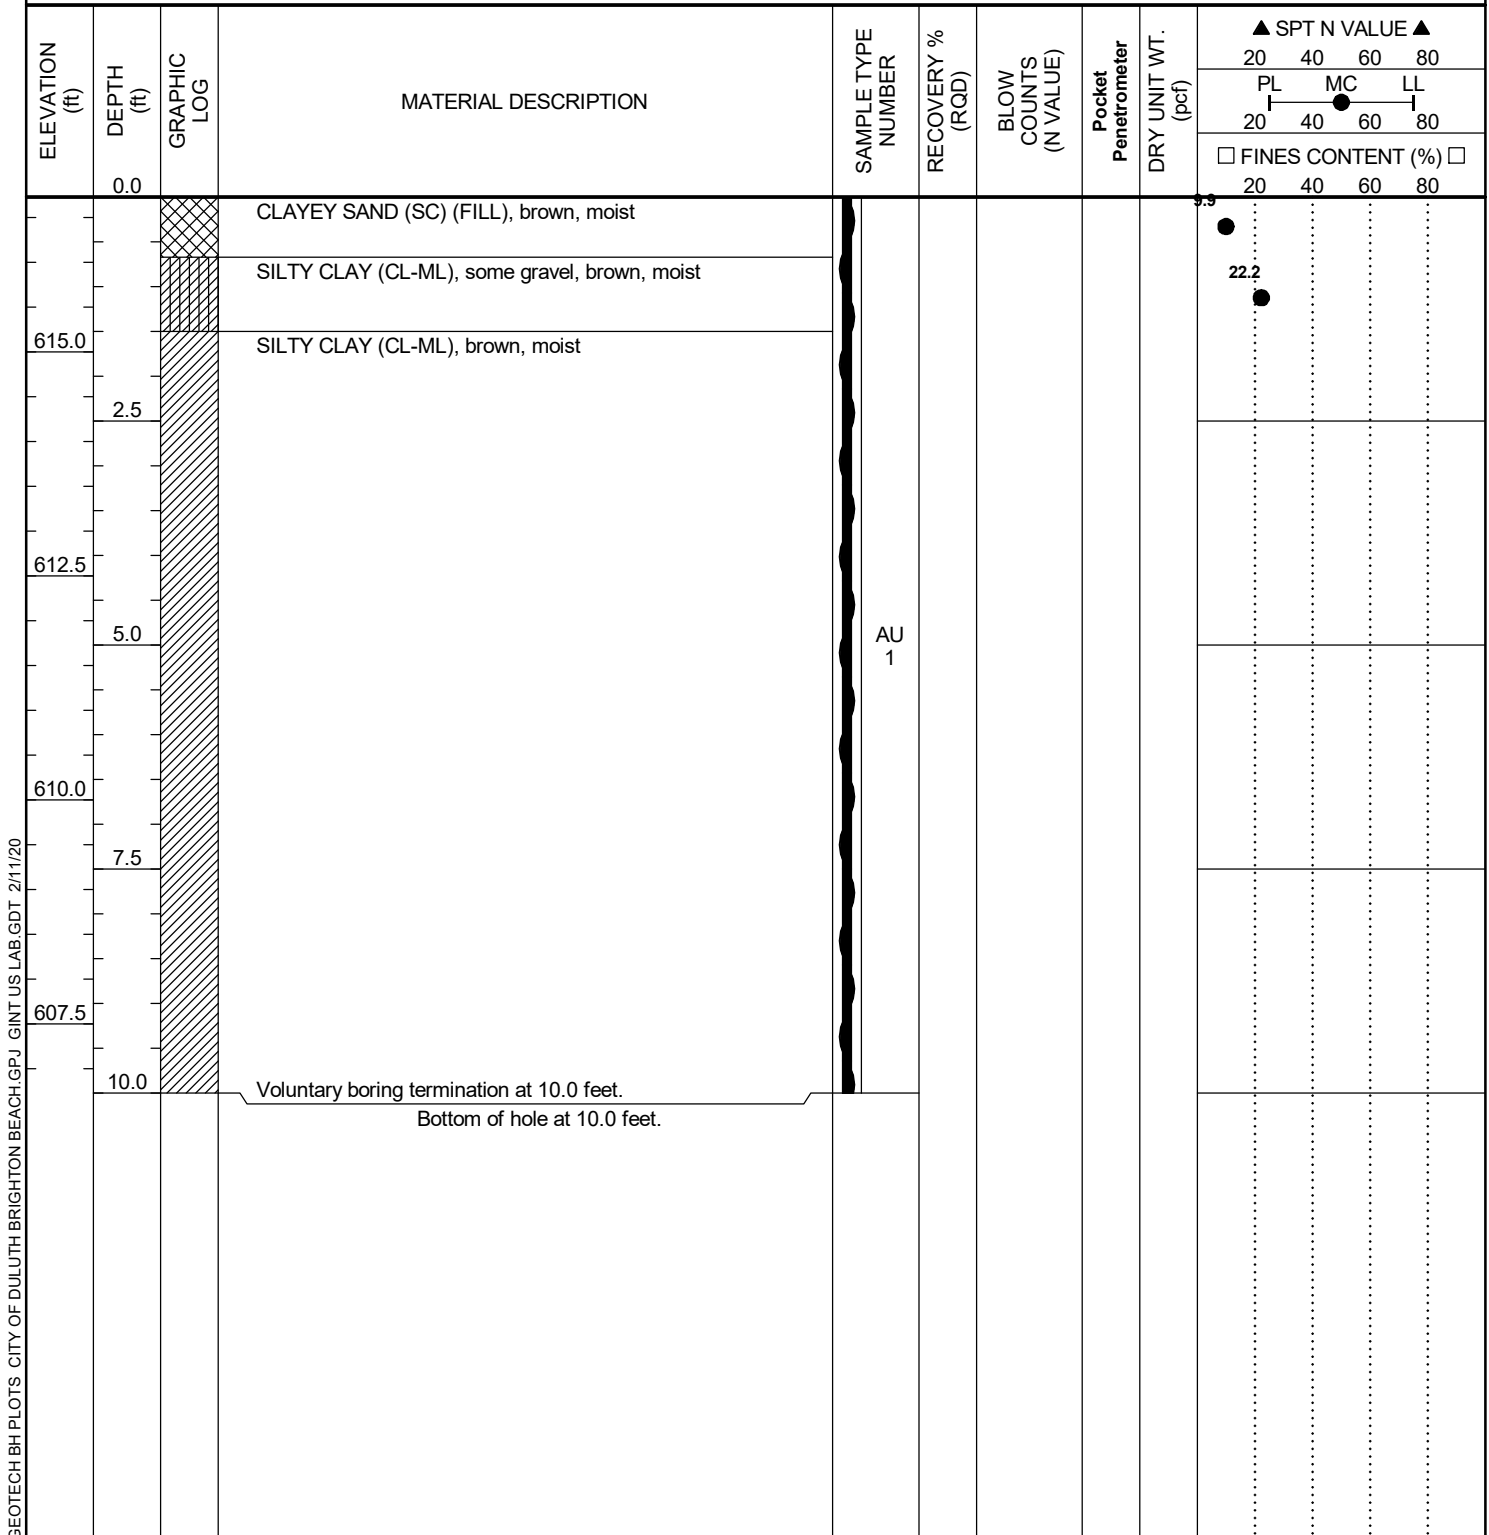 ELEVATION
(ft)
DEPTH
(ft)
GRAPHIC
LOG
MATERIAL DESCRIPTION
SAMPLE TYPE
NUMBER
RECOVERY %
(RQD)
BLOW
COUNTS
(N VALUE)
Pocket
Penetrometer
DRY UNIT WT.
(pcf)
▲ SPT N VALUE ▲
20 40 60 80
PL MC LL
20 40 60 80
□ FINES CONTENT (%) □
20 40 60 80
0.0
9.9
CLAYEY SAND (SC) (FILL), brown, moist
SILTY CLAY (CL-ML), some gravel, brown, moist
22.2
615.0
SILTY CLAY (CL-ML), brown, moist
2.5
612.5
5.0
AU
1
610.0
7.5
607.5
10.0
Voluntary boring termination at 10.0 feet.
Bottom of hole at 10.0 feet.
GEOTECH BH PLOTS CITY OF DULUTH BRIGHTON BEACH.GPJ GINT US LAB.GDT 2/11/20